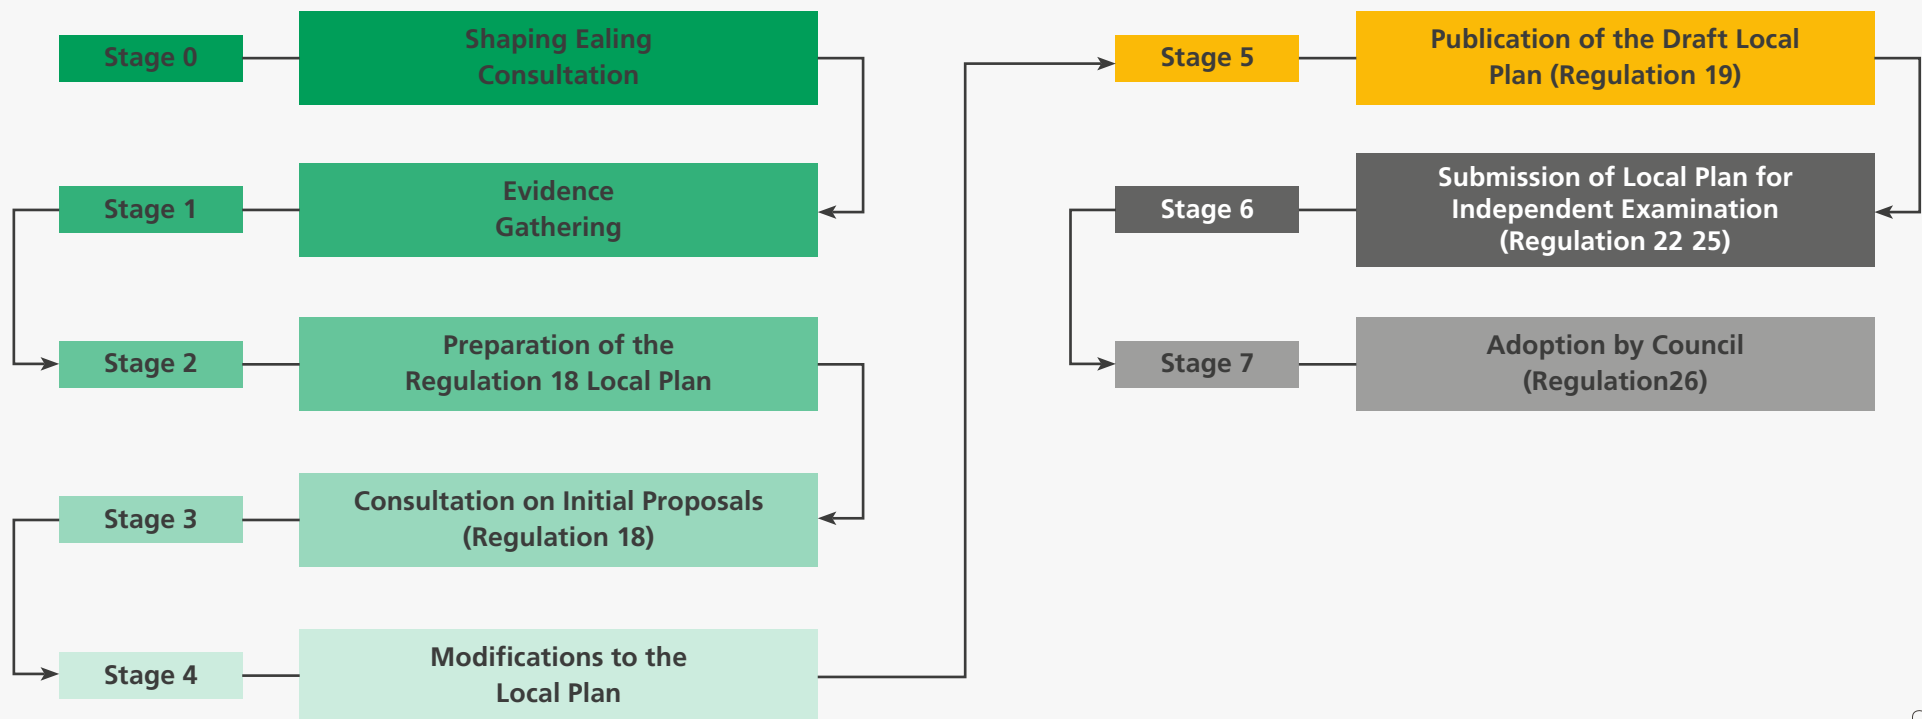 Stage 0
Shaping Ealing
Consultation
Stage 1
Evidence
Gathering
Stage 2
Preparation of the
Regulation 18 Local Plan
Stage 3
Consultation on Initial Proposals
(Regulation 18)
Stage 4
Modifications to the
Local Plan
Stage 5
Publication of the Draft Local
Plan (Regulation 19)
Stage 6
Submission of Local Plan for
Independent Examination
(Regulation 22 25)
Stage 7
Adoption by Council
(Regulation26)